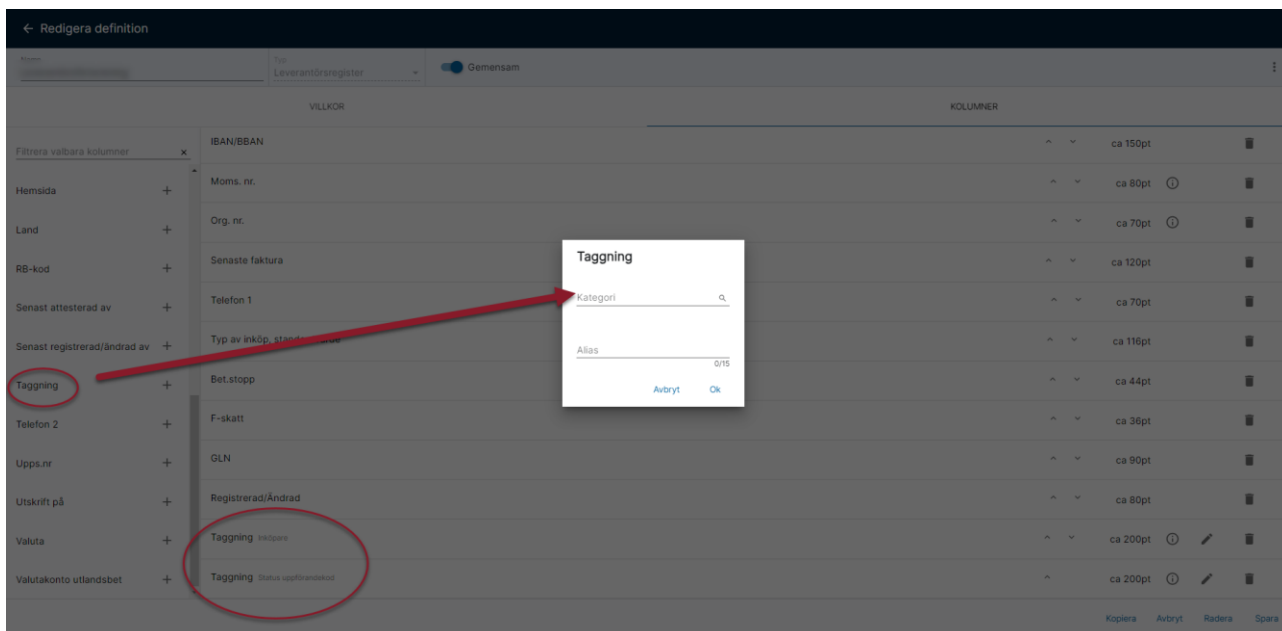 Redigera definition
Typ
Leverantörsregister
Gemensam
VILLKOR
KOLUMNER
Filtrera valbara kolumner
Hemsida
Land
RB-kod
Senast attesterad av
Senast registrerad/ändrad av
Taggning
Telefon 2
Upps.nr
Utskrift på
Valuta
Valutakonto utlandsbet
IBAN/BBAN ca 150pt
Moms. nr. ca 80pt
Org. nr. ca 70pt
Senaste faktura ca 120pt
Telefon 1 ca 70pt
Typ av inköp, ca 116pt
Bet.stopp ca 44pt
F-skatt ca 36pt
GLN ca 90pt
Registrerad/Ändrad ca 80pt
Taggning Inköpare ca 200pt
Taggning Status uppförandekod ca 200pt
Taggning
Kategori
Alias
0/15
Avbryt Ok
Kopiera Avbryt Radera Spara